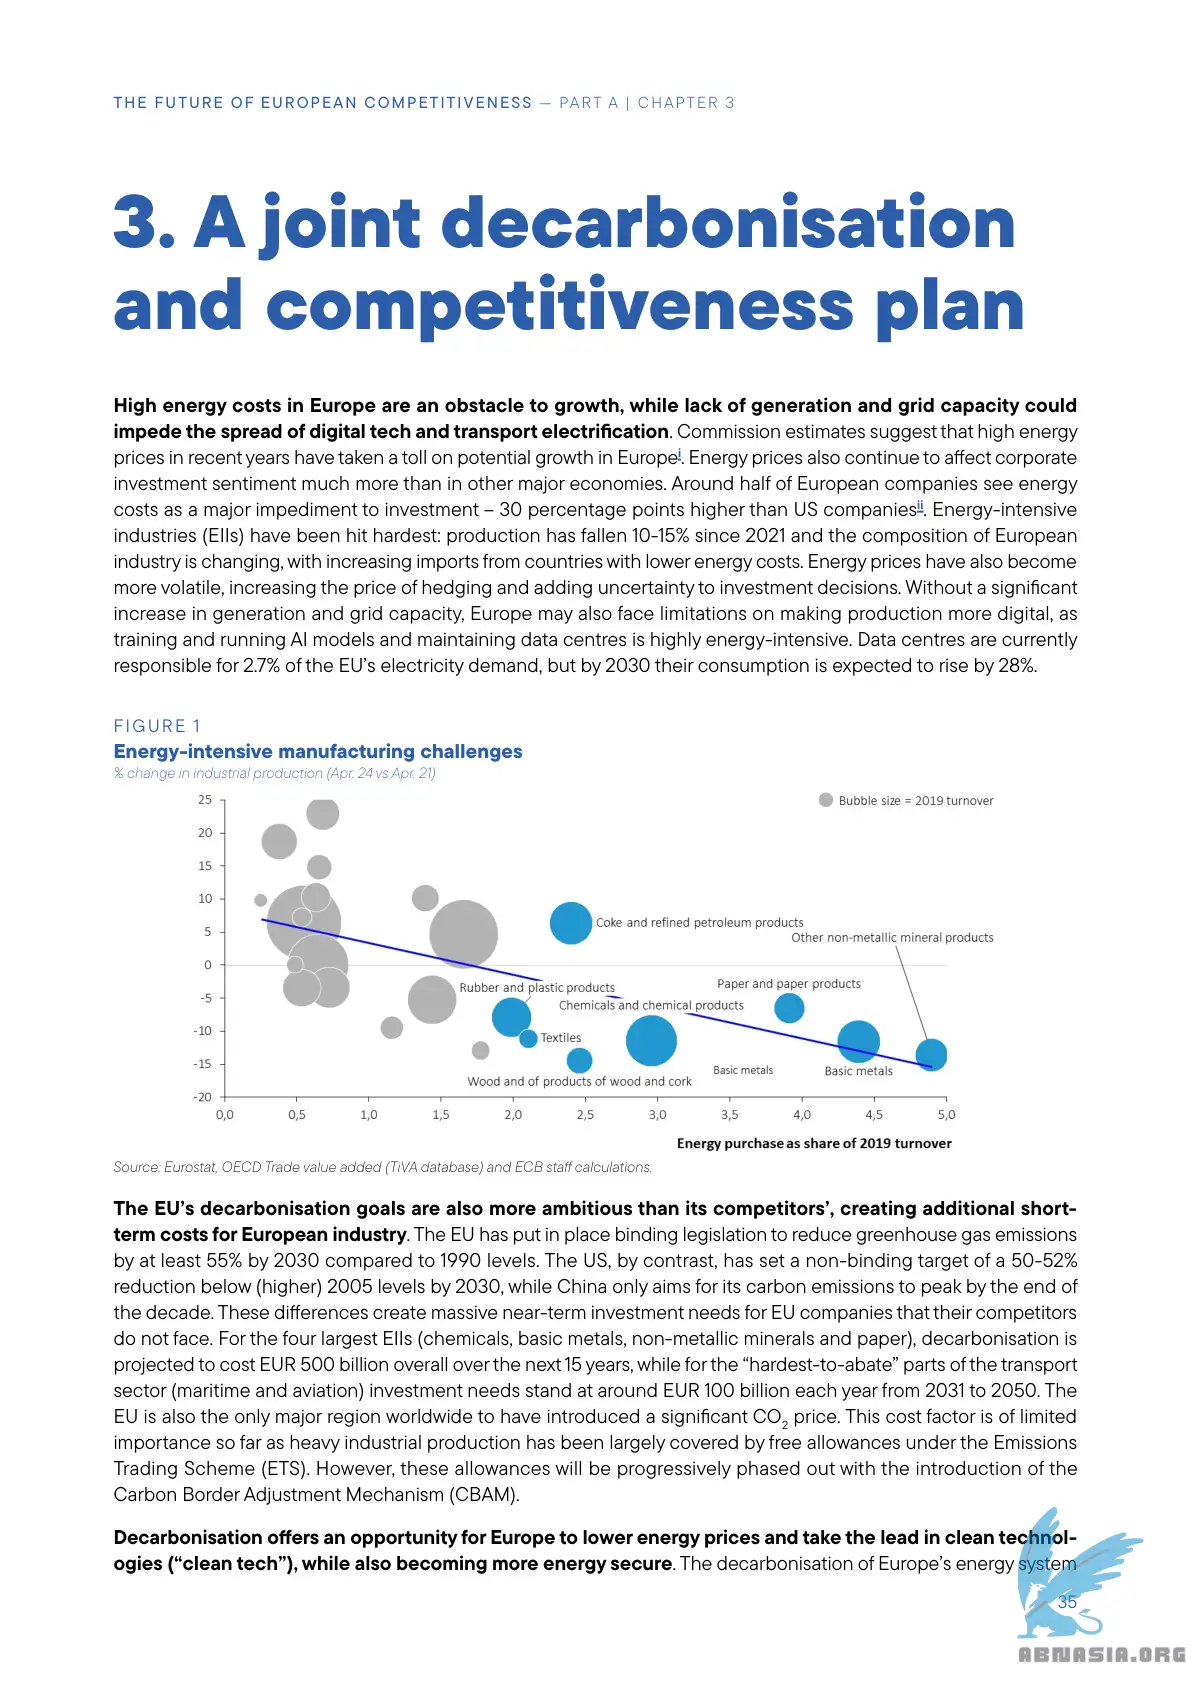 THE FUTURE OF EUROPEAN COMPETITIVENESS — PART A | CHAPTER 3
3. A joint decarbonisation
and competitiveness plan
High energy costs in Europe are an obstacle to growth, while lack of generation and grid capacity could
impede the spread of digital tech and transport electrification. Commission estimates suggest that high energy
prices in recent years have taken a toll on potential growth in Europeⁱ. Energy prices also continue to affect corporate
investment sentiment much more than in other major economies. Around half of European companies see energy
costs as a major impediment to investment – 30 percentage points higher than US companiesⁱⁱ. Energy-intensive
industries (EIIs) have been hit hardest: production has fallen 10-15% since 2021 and the composition of European
industry is changing, with increasing imports from countries with lower energy costs. Energy prices have also become
more volatile, increasing the price of hedging and adding uncertainty to investment decisions. Without a significant
increase in generation and grid capacity, Europe may also face limitations on making production more digital, as
training and running AI models and maintaining data centres is highly energy-intensive. Data centres are currently
responsible for 2.7% of the EU’s electricity demand, but by 2030 their consumption is expected to rise by 28%.
FIGURE 1
Energy-intensive manufacturing challenges
% change in industrial production (Apr. 24 vs Apr. 21)
25
Bubble size = 2019 turnover
20
15
10
5
Coke and refined petroleum products
Other non-metallic mineral products
0
Rubber and plastic products
Paper and paper products
-5
Chemicals and chemical products
-10
Textiles
-15
Basic metals
Basic metals
Wood and of products of wood and cork
-20
0,0 0,5 1,0 1,5 2,0 2,5 3,0 3,5 4,0 4,5 5,0
Energy purchase as share of 2019 turnover
Source: Eurostat, OECD Trade value added (TiVA database) and ECB staff calculations.
The EU’s decarbonisation goals are also more ambitious than its competitors’, creating additional short-
term costs for European industry. The EU has put in place binding legislation to reduce greenhouse gas emissions
by at least 55% by 2030 compared to 1990 levels. The US, by contrast, has set a non-binding target of a 50-52%
reduction below (higher) 2005 levels by 2030, while China only aims for its carbon emissions to peak by the end of
the decade. These differences create massive near-term investment needs for EU companies that their competitors
do not face. For the four largest EIIs (chemicals, basic metals, non-metallic minerals and paper), decarbonisation is
projected to cost EUR 500 billion overall over the next 15 years, while for the “hardest-to-abate” parts of the transport
sector (maritime and aviation) investment needs stand at around EUR 100 billion each year from 2031 to 2050. The
EU is also the only major region worldwide to have introduced a significant CO₂ price. This cost factor is of limited
importance so far as heavy industrial production has been largely covered by free allowances under the Emissions
Trading Scheme (ETS). However, these allowances will be progressively phased out with the introduction of the
Carbon Border Adjustment Mechanism (CBAM).
Decarbonisation offers an opportunity for Europe to lower energy prices and take the lead in clean technol-
ogies (“clean tech”), while also becoming more energy secure. The decarbonisation of Europe’s energy system
35
ABNASIA.ORG